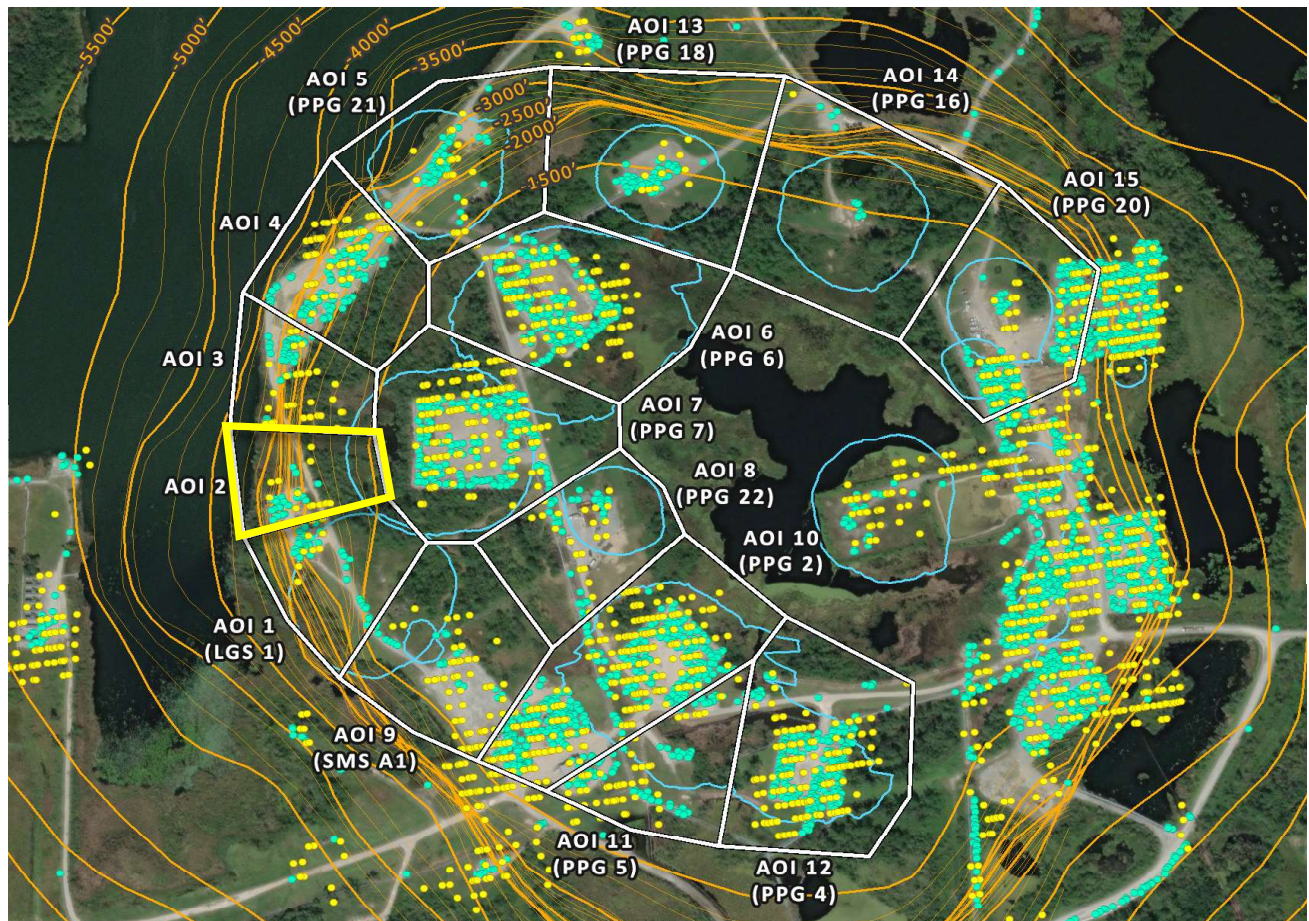 -5500'
-5000'
-4500'
-4000'
-3500'
-3000'
-2500'
-2000'
-1500'
AOI 13
(PPG 18)
AOI 14
(PPG 16)
AOI 5
(PPG 21)
AOI 15
(PPG 20)
AOI 4
AOI 3
AOI 6
(PPG 6)
AOI 7
(PPG 7)
AOI 2
AOI 8
(PPG 22)
AOI 10
(PPG 2)
AOI 1
(LGS 1)
AOI 9
(SMS A1)
AOI 11
(PPG 5)
AOI 12
(PPG 4)